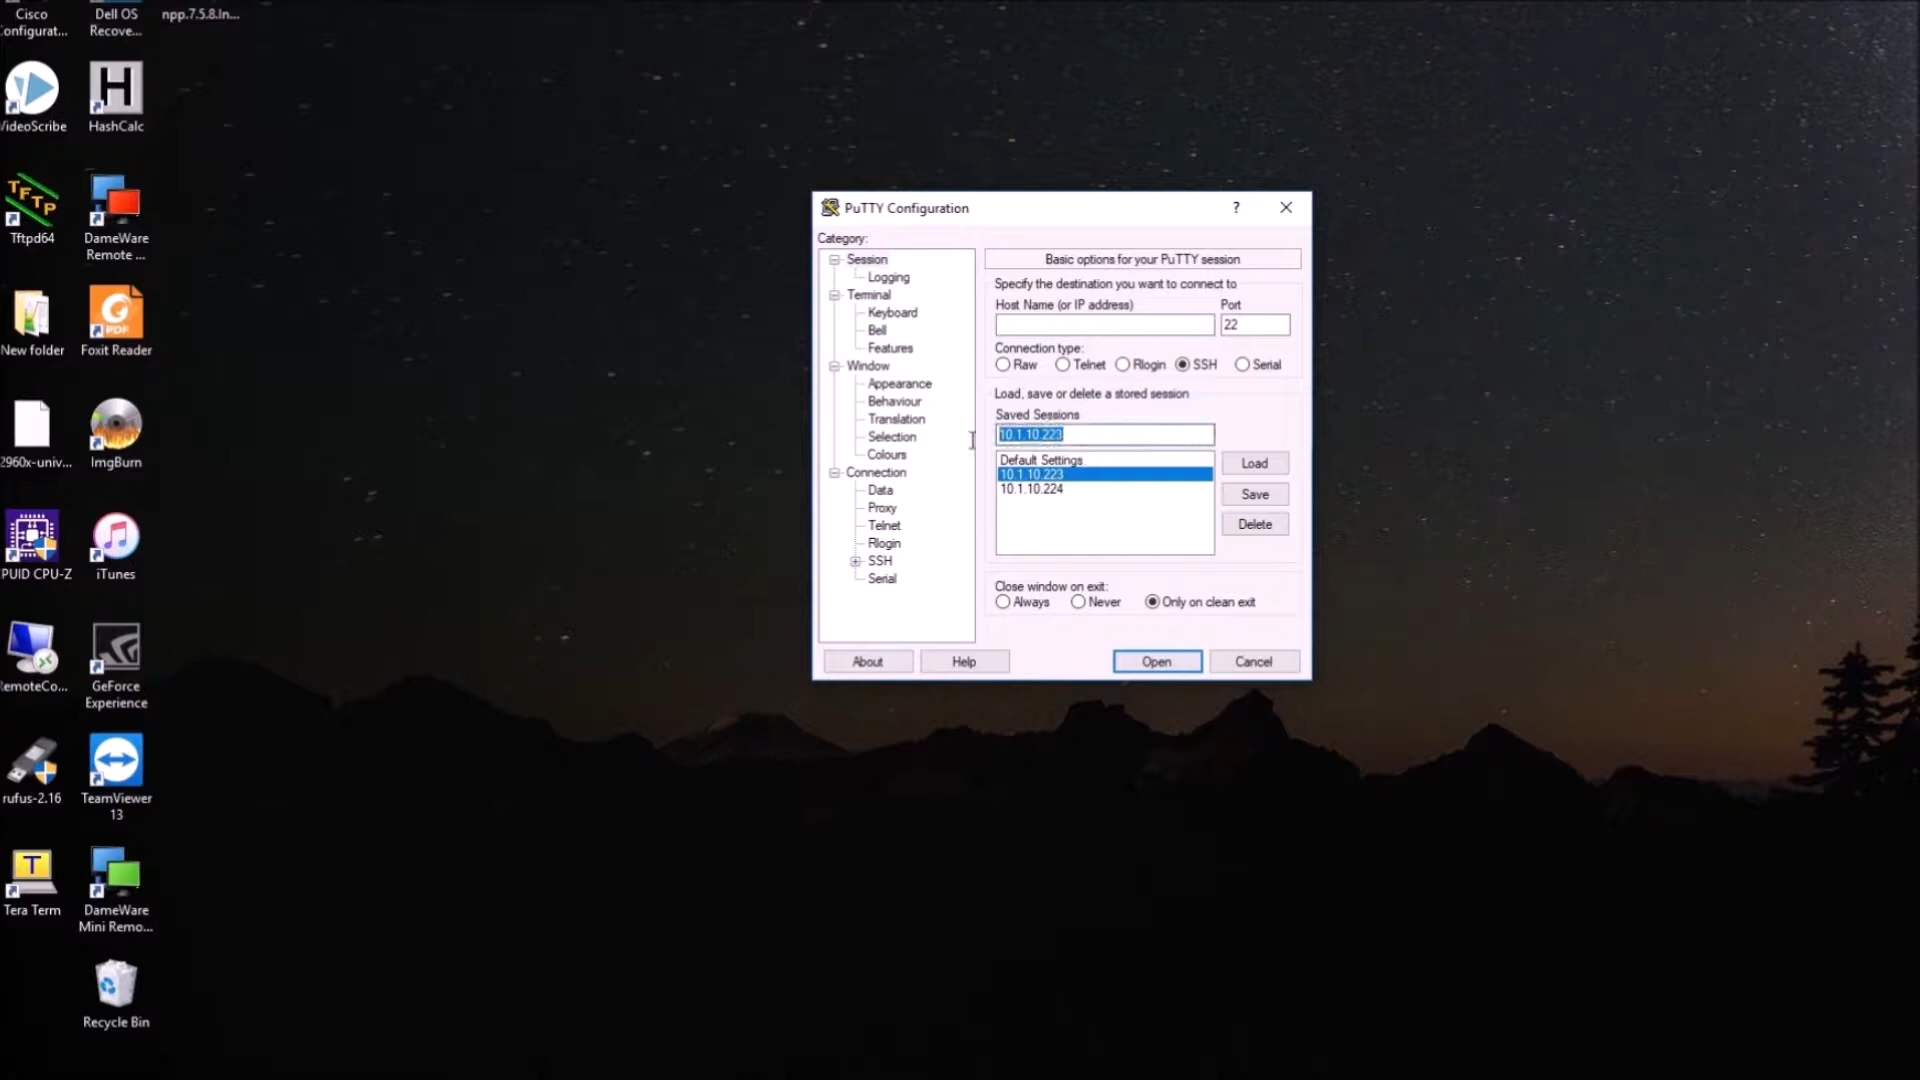 Cisco
onfigurat...
Dell OS
Recove...
npp.7.5.8.In...
VideoScribe
H
HashCalc
TFTP
Tftpd64
DameWare
Remote ...
New folder
PDF
Foxit Reader
2960x-univ...
ImgBurn
PUID CPU-Z
iTunes
emoteCo...
GeForce
Experience
rufus-2.16
TeamViewer
13
T
Tera Term
DameWare
Mini Remo...
Recycle Bin
PuTTY Configuration
?
Category:
Session
Logging
Terminal
Keyboard
Bell
Features
Window
Appearance
Behaviour
Translation
Selection
Colours
Connection
Data
Proxy
Telnet
Rlogin
SSH
Serial
Basic options for your PuTTY session
Specify the destination you want to connect to
Host Name (or IP address) Port
22
Connection type:
Raw Telnet Rlogin SSH Serial
Load, save or delete a stored session
Saved Sessions
10.1.10.223
Default Settings
10.1.10.223
10.1.10.224
Load
Save
Delete
Close window on exit:
Always Never Only on clean exit
About Help Open Cancel